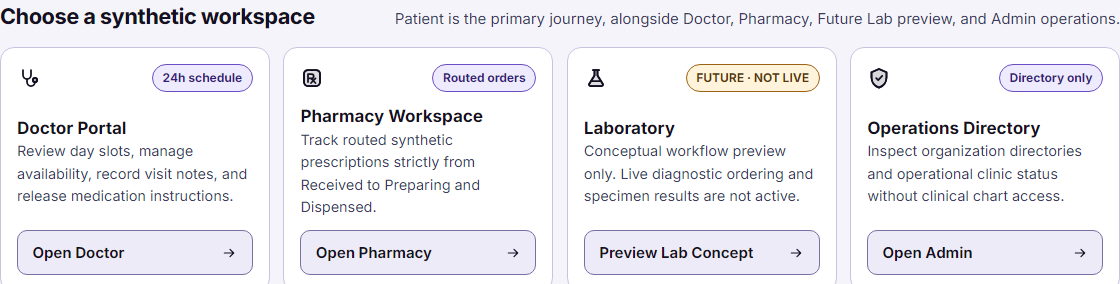 Choose a synthetic workspace
Patient is the primary journey, alongside Doctor, Pharmacy, Future Lab preview, and Admin operations.
24h schedule
Doctor Portal
Review day slots, manage
availability, record visit notes, and
release medication instructions.
Open Doctor →
Routed orders
Pharmacy Workspace
Track routed synthetic
prescriptions strictly from
Received to Preparing and
Dispensed.
Open Pharmacy →
FUTURE · NOT LIVE
Laboratory
Conceptual workflow preview
only. Live diagnostic ordering and
specimen results are not active.
Preview Lab Concept →
Directory only
Operations Directory
Inspect organization directories
and operational clinic status
without clinical chart access.
Open Admin →